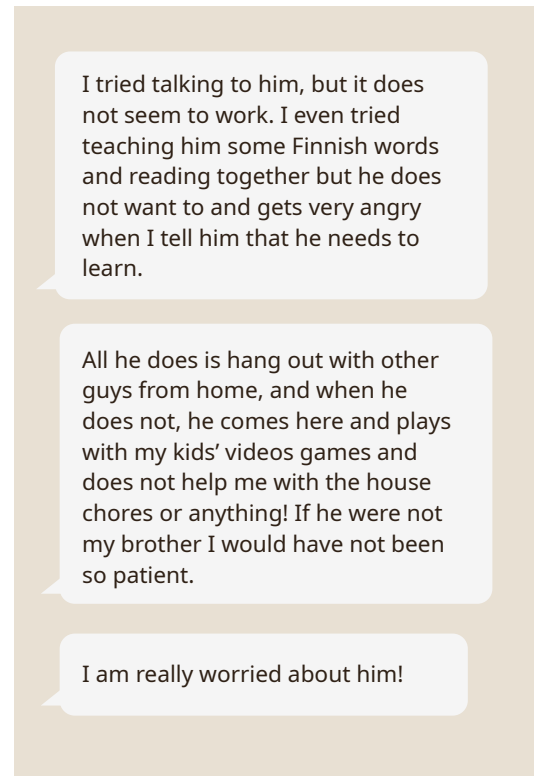 I tried talking to him, but it does
not seem to work. I even tried
teaching him some Finnish words
and reading together but he does
not want to and gets very angry
when I tell him that he needs to
learn.
All he does is hang out with other
guys from home, and when he
does not, he comes here and plays
with my kids’ videos games and
does not help me with the house
chores or anything! If he were not
my brother I would have not been
so patient.
I am really worried about him!